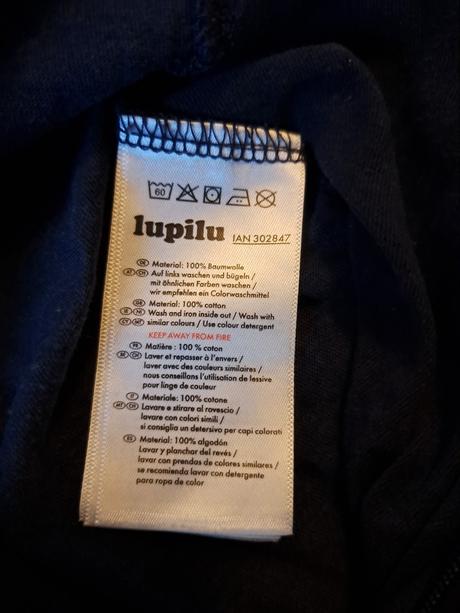 60
lupilu IAN 302847
DE Material: 100% Baumwolle
AT CH Auf links waschen und bügeln /
mit ähnlichen Farben waschen /
wir empfehlen ein Colorwaschmittel
GB Material: 100% cotton
IE NI Wash and iron inside out / Wash with
CY MT similar colours / Use colour detergent
KEEP AWAY FROM FIRE
FR Matière : 100 % coton
BE CH Laver et repasser à l'envers /
laver avec des couleurs similaires /
nous conseillons l'utilisation de lessive
pour linge de couleur
IT Materiale: 100% cotone
MT CH Lavare e stirare al rovescio /
lavare con colori simili /
si consiglia un detersivo per capi colorati
ES Material: 100% algodón
Lavar y planchar del revés /
lavar con prendas de colores similares /
se recomienda lavar con detergente
para ropa de color